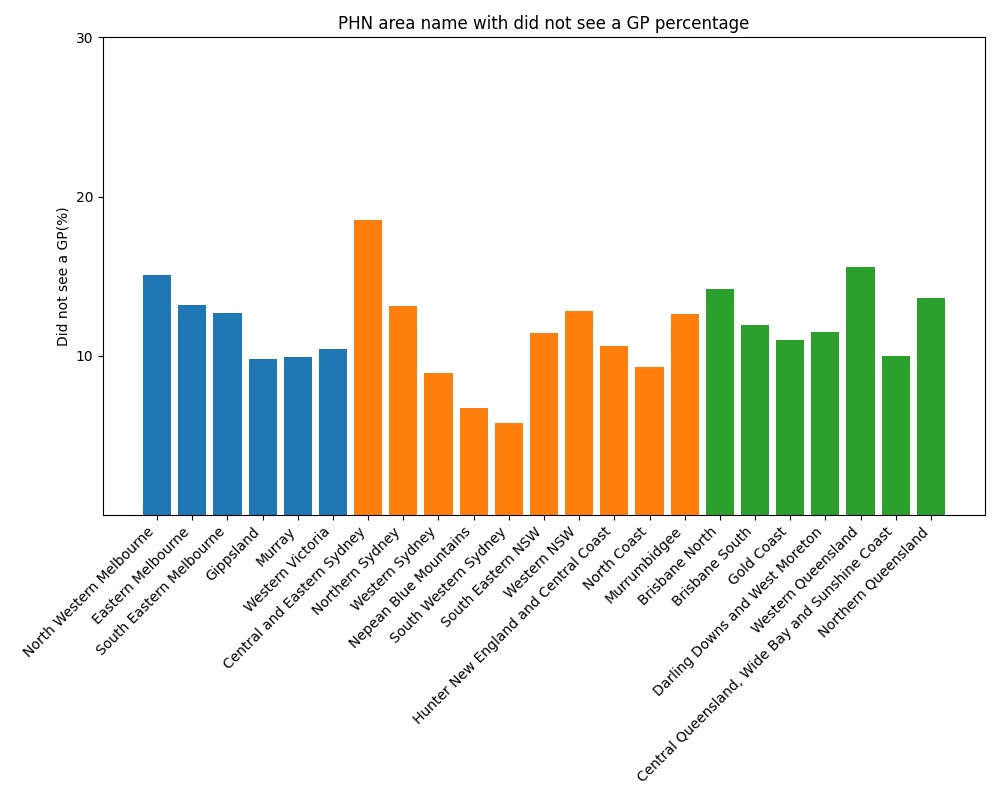 PHN area name with did not see a GP percentage
Did not see a GP(%)
30
20
10
North Western Melbourne
Eastern Melbourne
South Eastern Melbourne
Gippsland
Murray
Western Victoria
Central and Eastern Sydney
Northern Sydney
Western Sydney
Nepean Blue Mountains
South Western Sydney
South Eastern NSW
Western NSW
Hunter New England and Central Coast
North Coast
Murrumbidgee
Brisbane North
Brisbane South
Gold Coast
Darling Downs and West Moreton
Western Queensland
Central Queensland, Wide Bay and Sunshine Coast
Northern Queensland